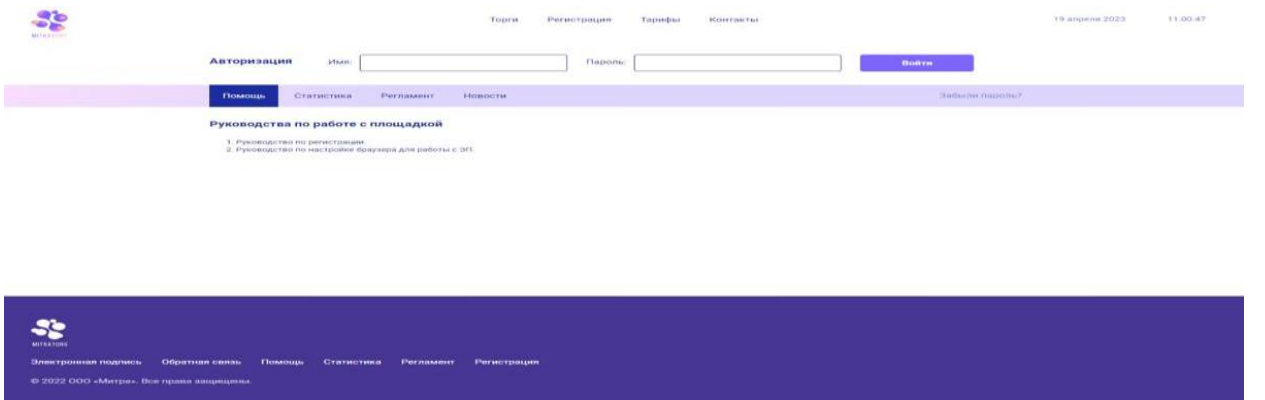 Торги Регистрация Тарифы Контакты 19 апреля 2023 11:00:47
MITRATORG
Авторизация Имя: Пароль: Войти
Помощь Статистика Регламент Новости Забыли пароль?
Руководства по работе с площадкой
1. Руководство по регистрации.
2. Руководство по настройке браузера для работы с ЭП.
MITRATORG
Электронная подпись Обратная связь Помощь Статистика Регламент Регистрация
© 2022 ООО «Митра». Все права защищены.